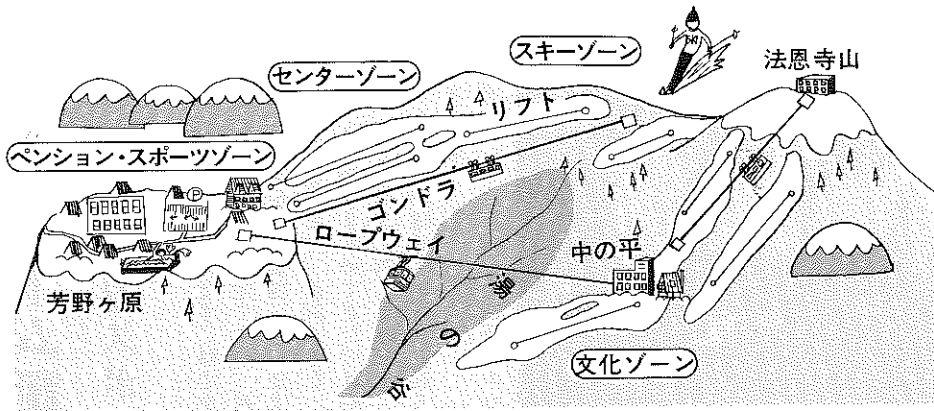 スキーゾーン
センターゾーン
法恩寺山
リフト
ペンション・スポーツゾーン
P
ゴンドラ
ロープウェイ
中の平
芳野ヶ原
湯の谷
文化ゾーン